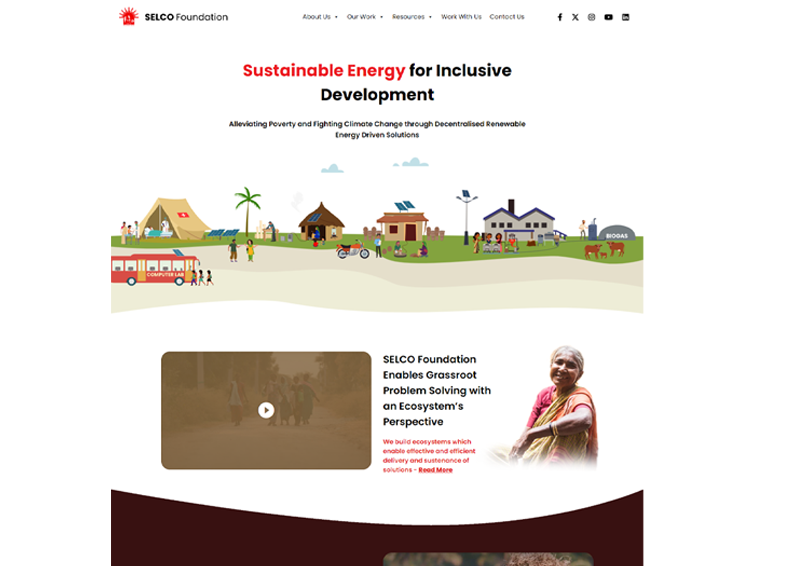 SELCO Foundation
About Us Our Work Resources Work With Us Contact Us
Sustainable Energy for Inclusive
Development
Alleviating Poverty and Fighting Climate Change through Decentralised Renewable
Energy Driven Solutions
BIOGAS
COMPUTER LAB
SELCO Foundation
Enables Grassroot
Problem Solving with
an Ecosystem's
Perspective
We build ecosystems which
enable effective and efficient
delivery and sustenance of
solutions - Read More